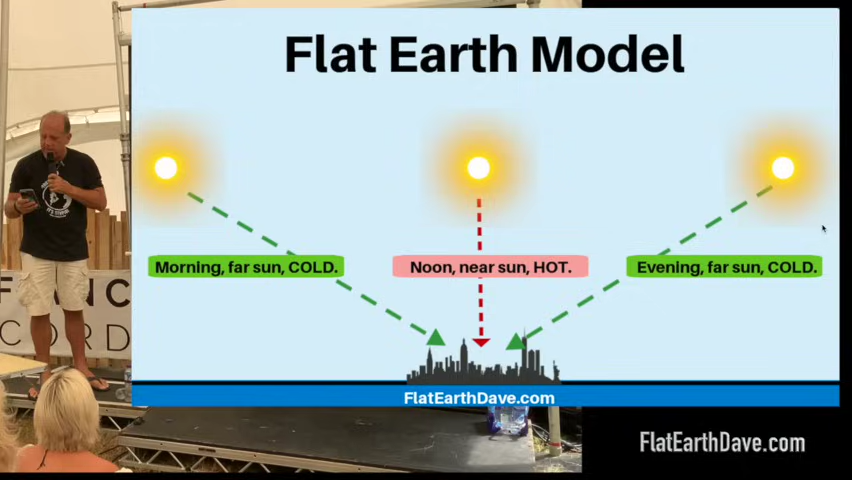 Flat Earth Model
Morning, far sun, COLD.
Noon, near sun, HOT.
Evening, far sun, COLD.
FlatEarthDave.com
FlatEarthDave.com